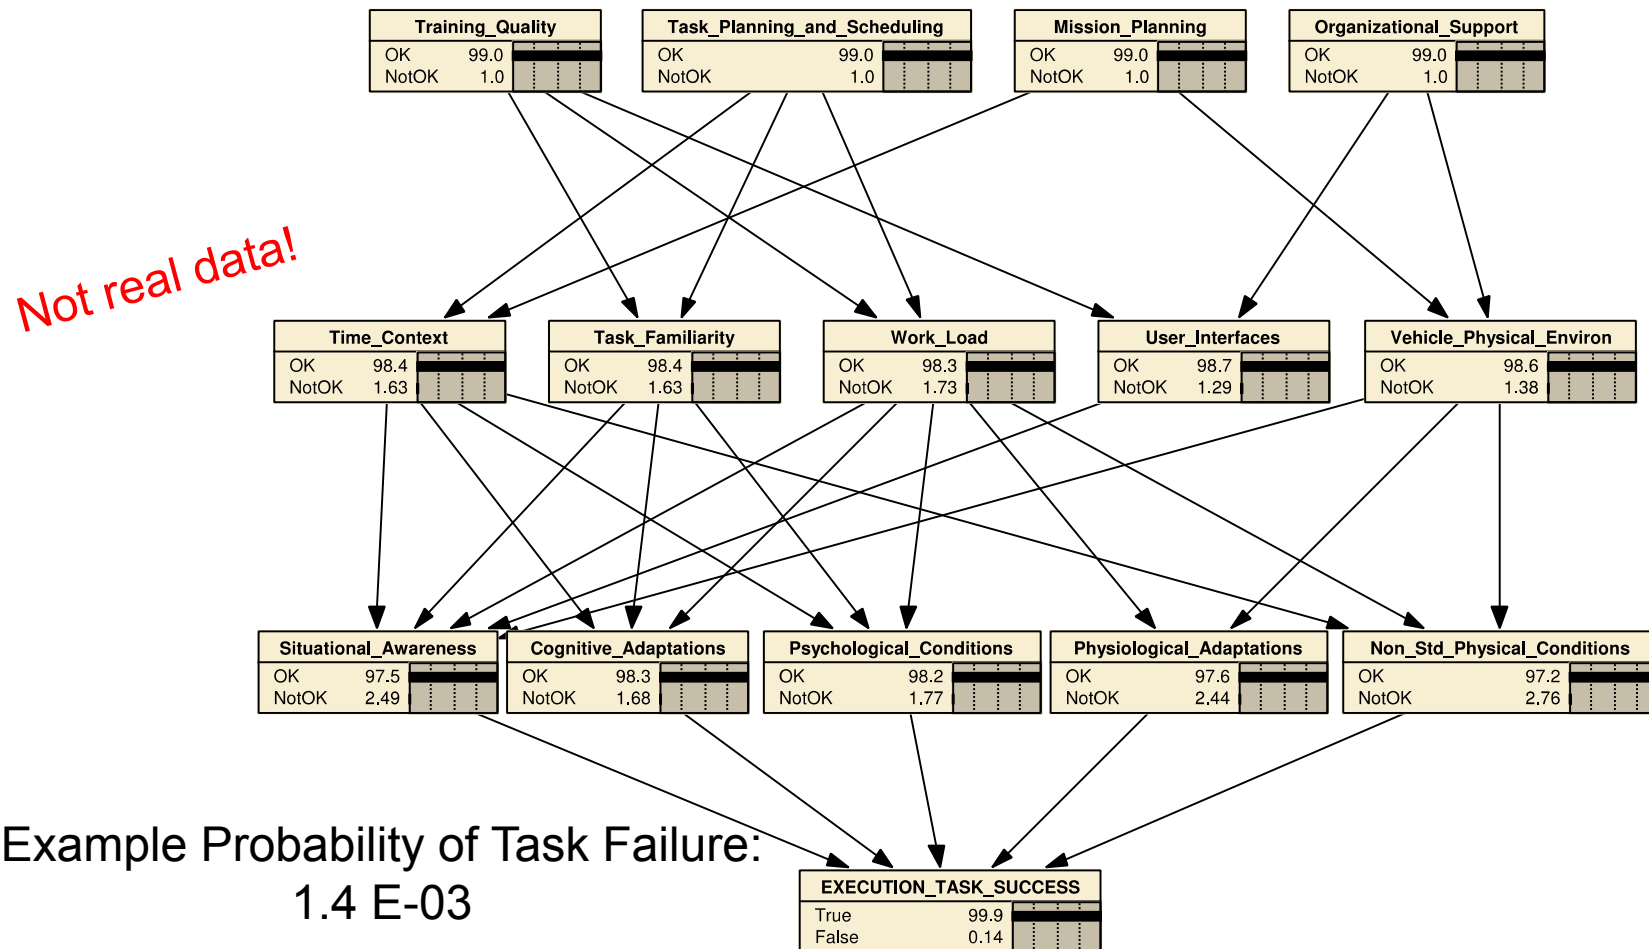 Training_Quality
OK 99.0
NotOK 1.0
Task_Planning_and_Scheduling
OK 99.0
NotOK 1.0
Mission_Planning
OK 99.0
NotOK 1.0
Organizational_Support
OK 99.0
NotOK 1.0
Not real data!
Time_Context
OK 98.4
NotOK 1.63
Task_Familiarity
OK 98.4
NotOK 1.63
Work_Load
OK 98.3
NotOK 1.73
User_Interfaces
OK 98.7
NotOK 1.29
Vehicle_Physical_Environ
OK 98.6
NotOK 1.38
Situational_Awareness
OK 97.5
NotOK 2.49
Cognitive_Adaptations
OK 98.3
NotOK 1.68
Psychological_Conditions
OK 98.2
NotOK 1.77
Physiological_Adaptations
OK 97.6
NotOK 2.44
Non_Std_Physical_Conditions
OK 97.2
NotOK 2.76
Example Probability of Task Failure:
1.4 E-03
EXECUTION_TASK_SUCCESS
True 99.9
False 0.14